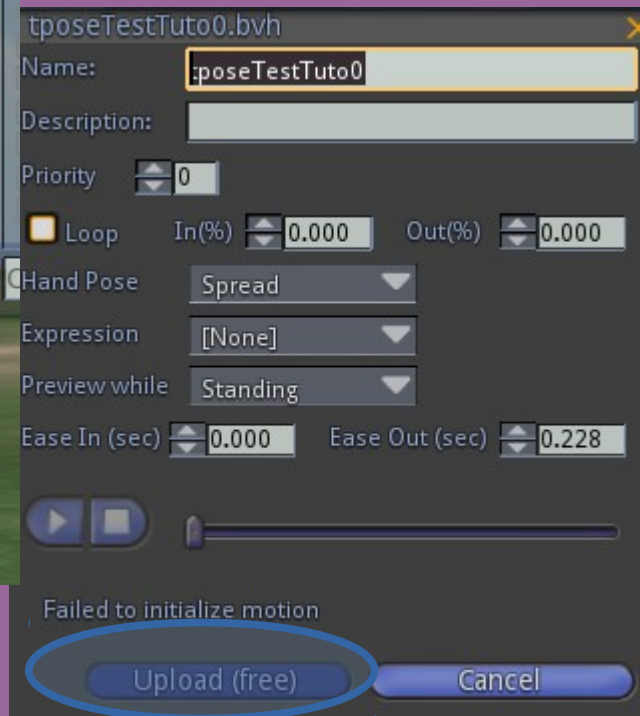 tposeTestTuto0.bvh
Name: tposeTestTuto0
Description:
Priority 0
Loop In(%) 0.000 Out(%) 0.000
Hand Pose Spread
Expression [None]
Preview while Standing
Ease In (sec) 0.000 Ease Out (sec) 0.228
Failed to initialize motion
Upload (free) Cancel